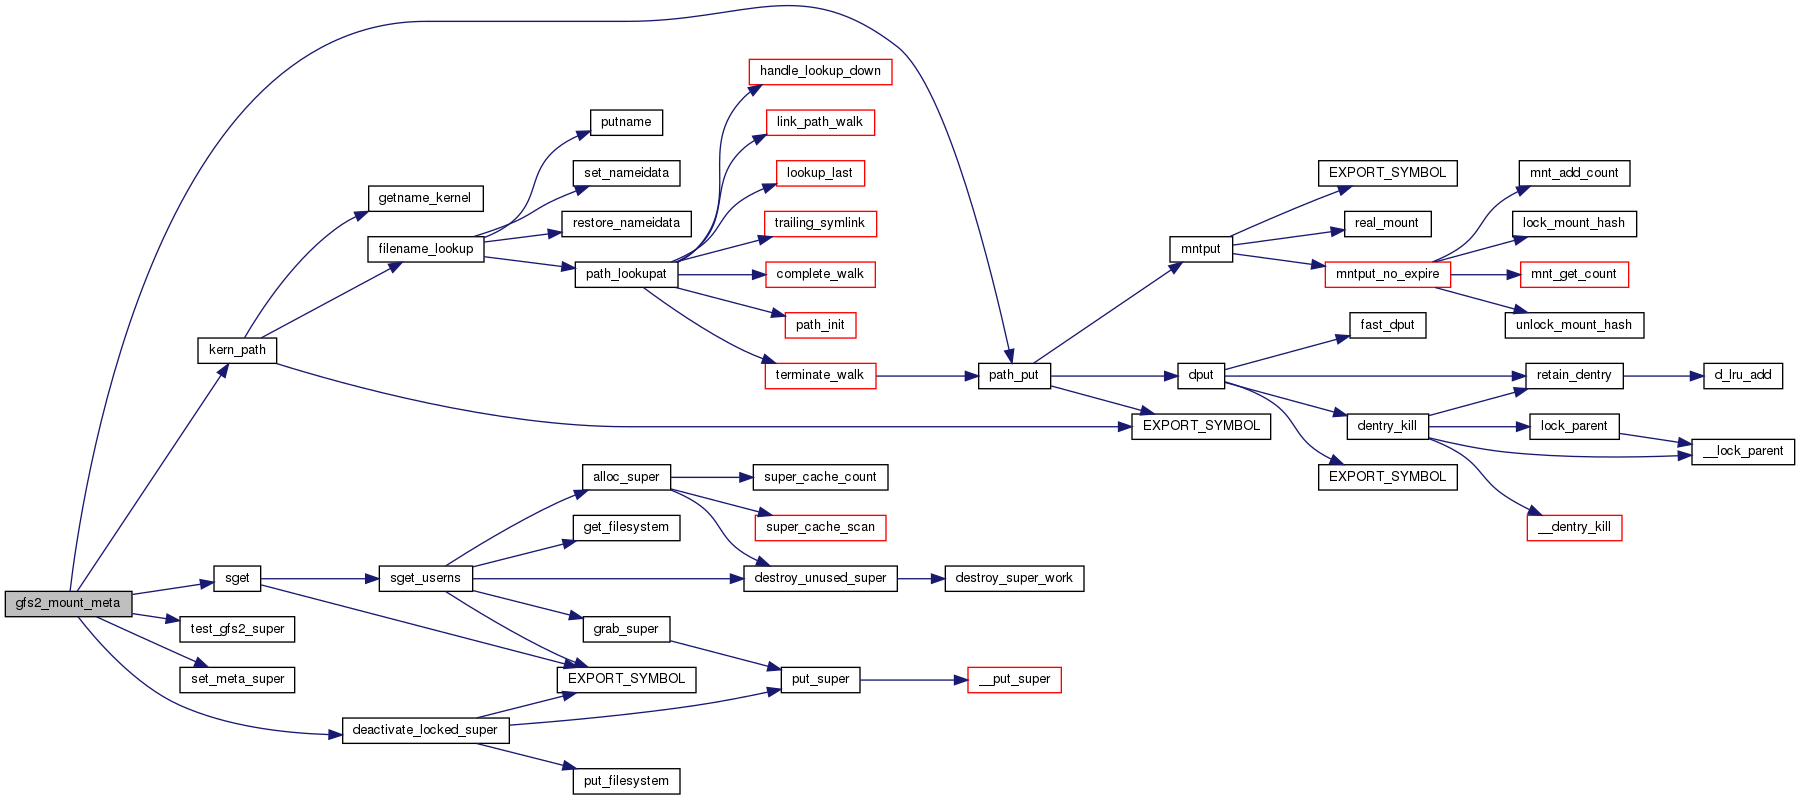 gfs2_mount_meta
kern_path
getname_kernel
filename_lookup
putname
set_nameidata
restore_nameidata
path_lookupat
handle_lookup_down
link_path_walk
lookup_last
trailing_symlink
complete_walk
path_init
terminate_walk
path_put
EXPORT_SYMBOL
mntput
EXPORT_SYMBOL
real_mount
mntput_no_expire
mnt_add_count
lock_mount_hash
mnt_get_count
unlock_mount_hash
dput
fast_dput
retain_dentry
d_lru_add
dentry_kill
lock_parent
__lock_parent
EXPORT_SYMBOL
__dentry_kill
sget
test_gfs2_super
set_meta_super
sget_userns
alloc_super
super_cache_count
super_cache_scan
get_filesystem
destroy_unused_super
destroy_super_work
grab_super
EXPORT_SYMBOL
put_super
__put_super
deactivate_locked_super
put_filesystem